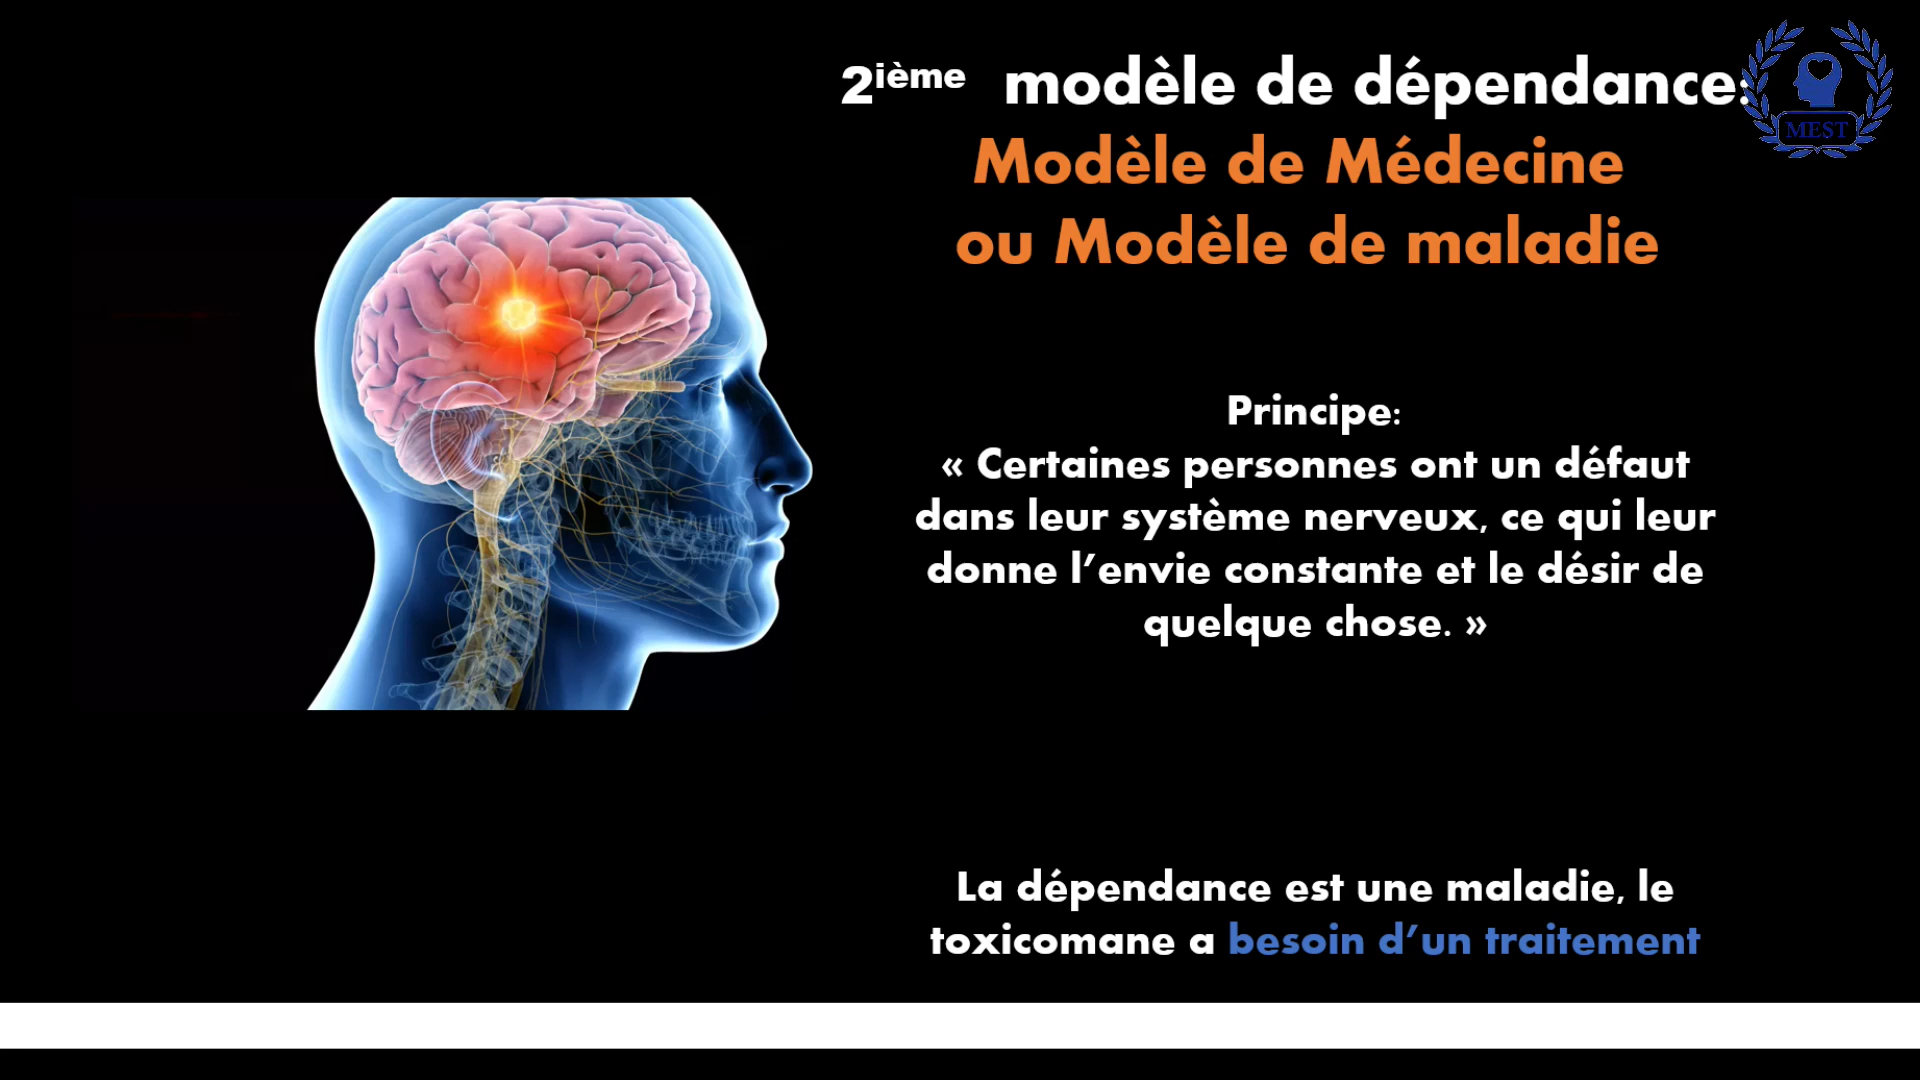 2ième modèle de dépendance:
Modèle de Médecine
ou Modèle de maladie
MEST
Principe:
« Certaines personnes ont un défaut
dans leur système nerveux, ce qui leur
donne l’envie constante et le désir de
quelque chose. »
La dépendance est une maladie, le
toxicomane a besoin d’un traitement